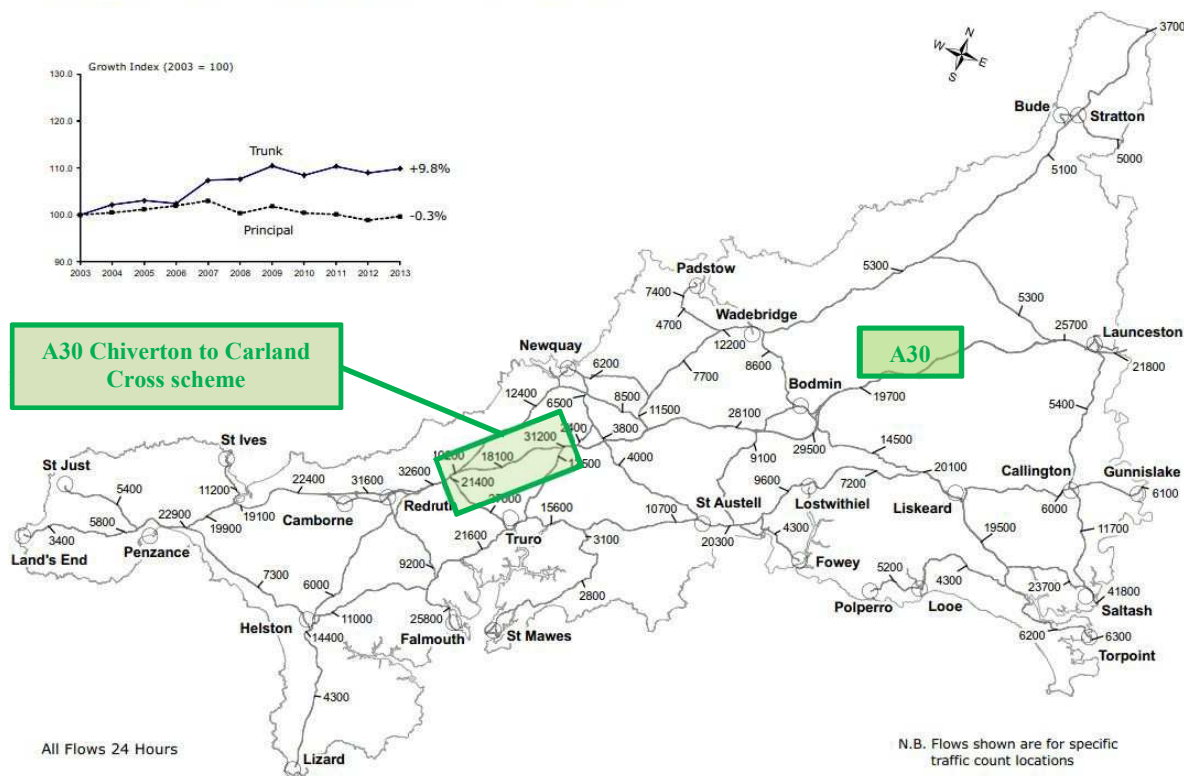 Growth Index (2003 = 100)
130.0
120.0
110.0
100.0
90.0
Trunk
+9.8%
Principal
-0.3%
2003 2004 2005 2006 2007 2008 2009 2010 2011 2012 2013
N
W
E
S
3700
Bude
Stratton
5000
5100
Padstow
7400
4700
Wadebridge
12200
5300
5300
25700
Launceston
21800
A30 Chiverton to Carland
Cross scheme
A30
Newquay
6200
12400
6500
8500
7700
8600
11500
Bodmin
19700
28100
29500
5400
14500
2400
3800
31200
18100
21400
4000
9100
9600
7200
20100
St Ives
St Just
5400
11200
22400
31600
32600
Camborne
Redruth
19100
19900
22900
5800
3400
Land's End
Penzance
Truro
15600
21600
3100
10700
St Austell
20300
Lostwithiel
4300
Fowey
Liskeard
Callington
Gunnislake
6100
6000
11700
19500
23700
41800
Saltash
5200
4300
Polperro
Looe
6200
6300
Torpoint
7300
6000
9200
11000
Helston
14400
25800
Falmouth
St Mawes
2800
4300
Lizard
All Flows 24 Hours
N.B. Flows shown are for specific
traffic count locations